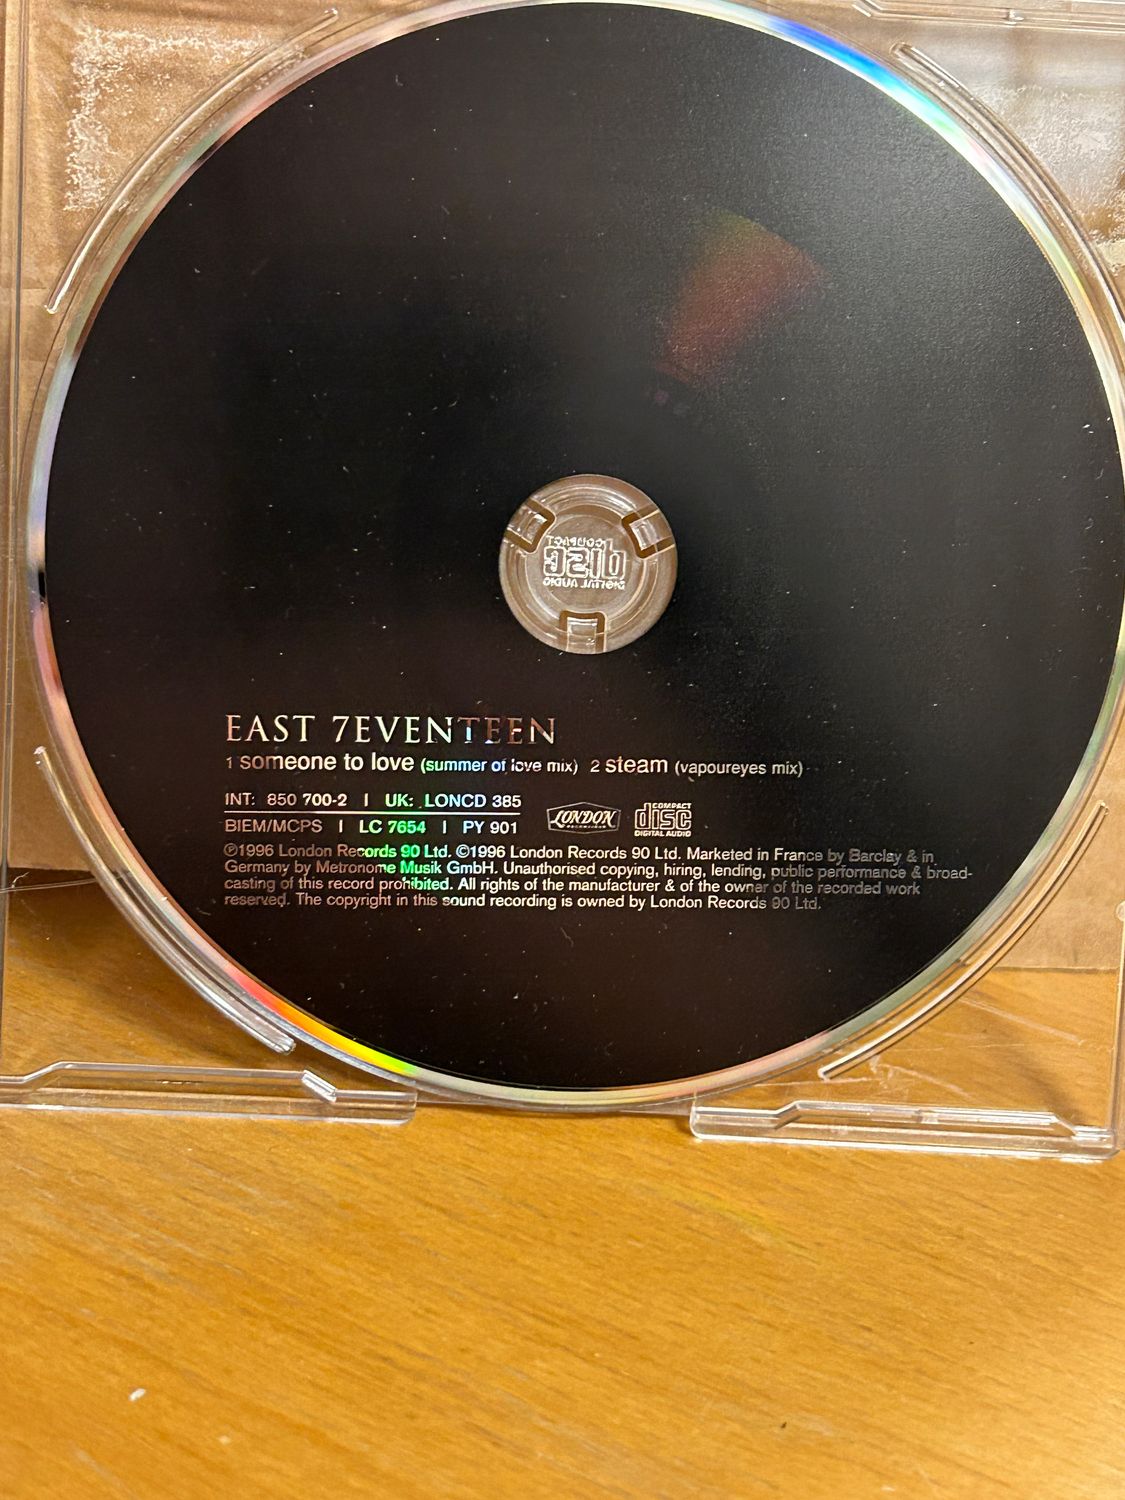 COMPACT
disc
DIGITAL AUDIO
EAST 7EVENTEEN
1 someone to love (summer of love mix) 2 steam (vapoureyes mix)
INT: 850 700-2 I UK: LONCD 385
BIEM/MCPS I LC 7654 I PY 901
LONDON
COMPACT
disc
DIGITAL AUDIO
℗1996 London Records 90 Ltd. ©1996 London Records 90 Ltd. Marketed in France by Barclay & in
Germany by Metronome Musik GmbH. Unauthorised copying, hiring, lending, public performance & broad-
casting of this record prohibited. All rights of the manufacturer & of the owner of the recorded work
reserved. The copyright in this sound recording is owned by London Records 90 Ltd.